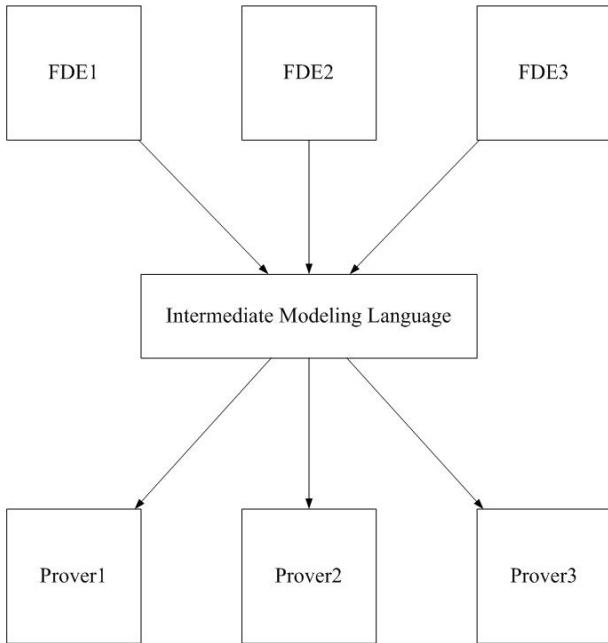 FDE1
FDE2
FDE3
Intermediate Modeling Language
Prover1
Prover2
Prover3